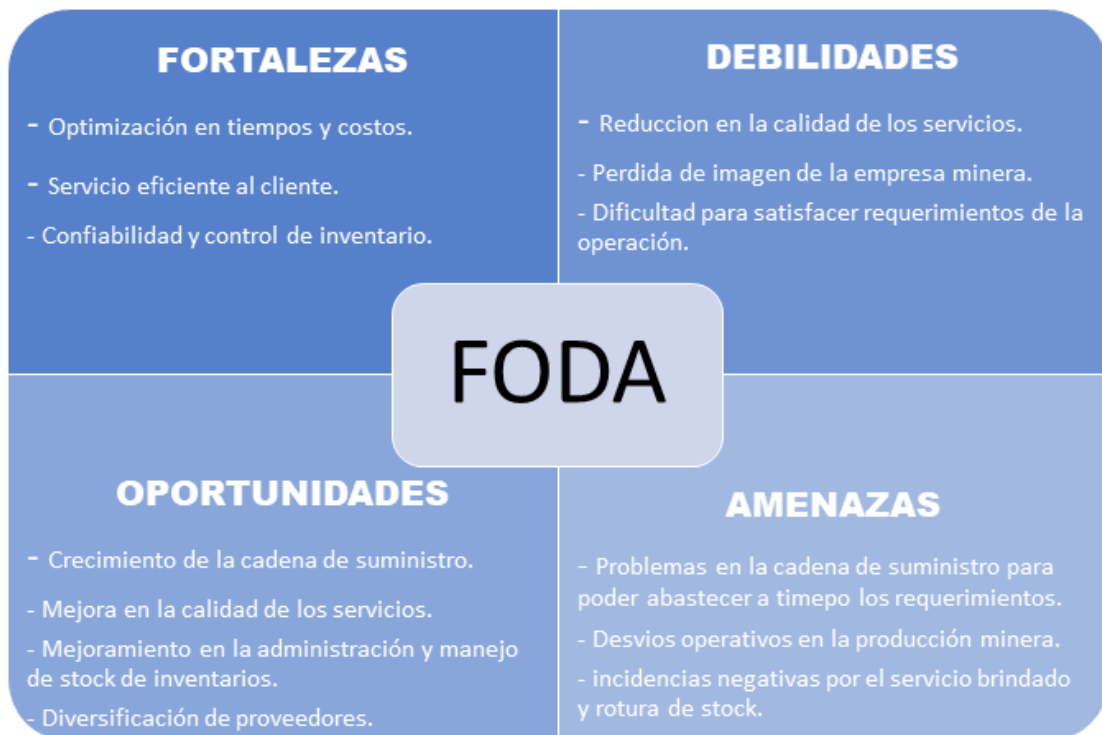 FORTALEZAS
- Optimización en tiempos y costos.
- Servicio eficiente al cliente.
- Confiabilidad y control de inventario.
DEBILIDADES
- Reduccion en la calidad de los servicios.
- Perdida de imagen de la empresa minera.
- Dificultad para satisfacer requerimientos de la
operación.
FODA
OPORTUNIDADES
- Crecimiento de la cadena de suministro.
- Mejora en la calidad de los servicios.
- Mejoramiento en la administración y manejo
de stock de inventarios.
- Diversificación de proveedores.
AMENAZAS
- Problemas en la cadena de suministro para
poder abastecer a timepo los requerimientos.
- Desvios operativos en la producción minera.
- incidencias negativas por el servicio brindado
y rotura de stock.